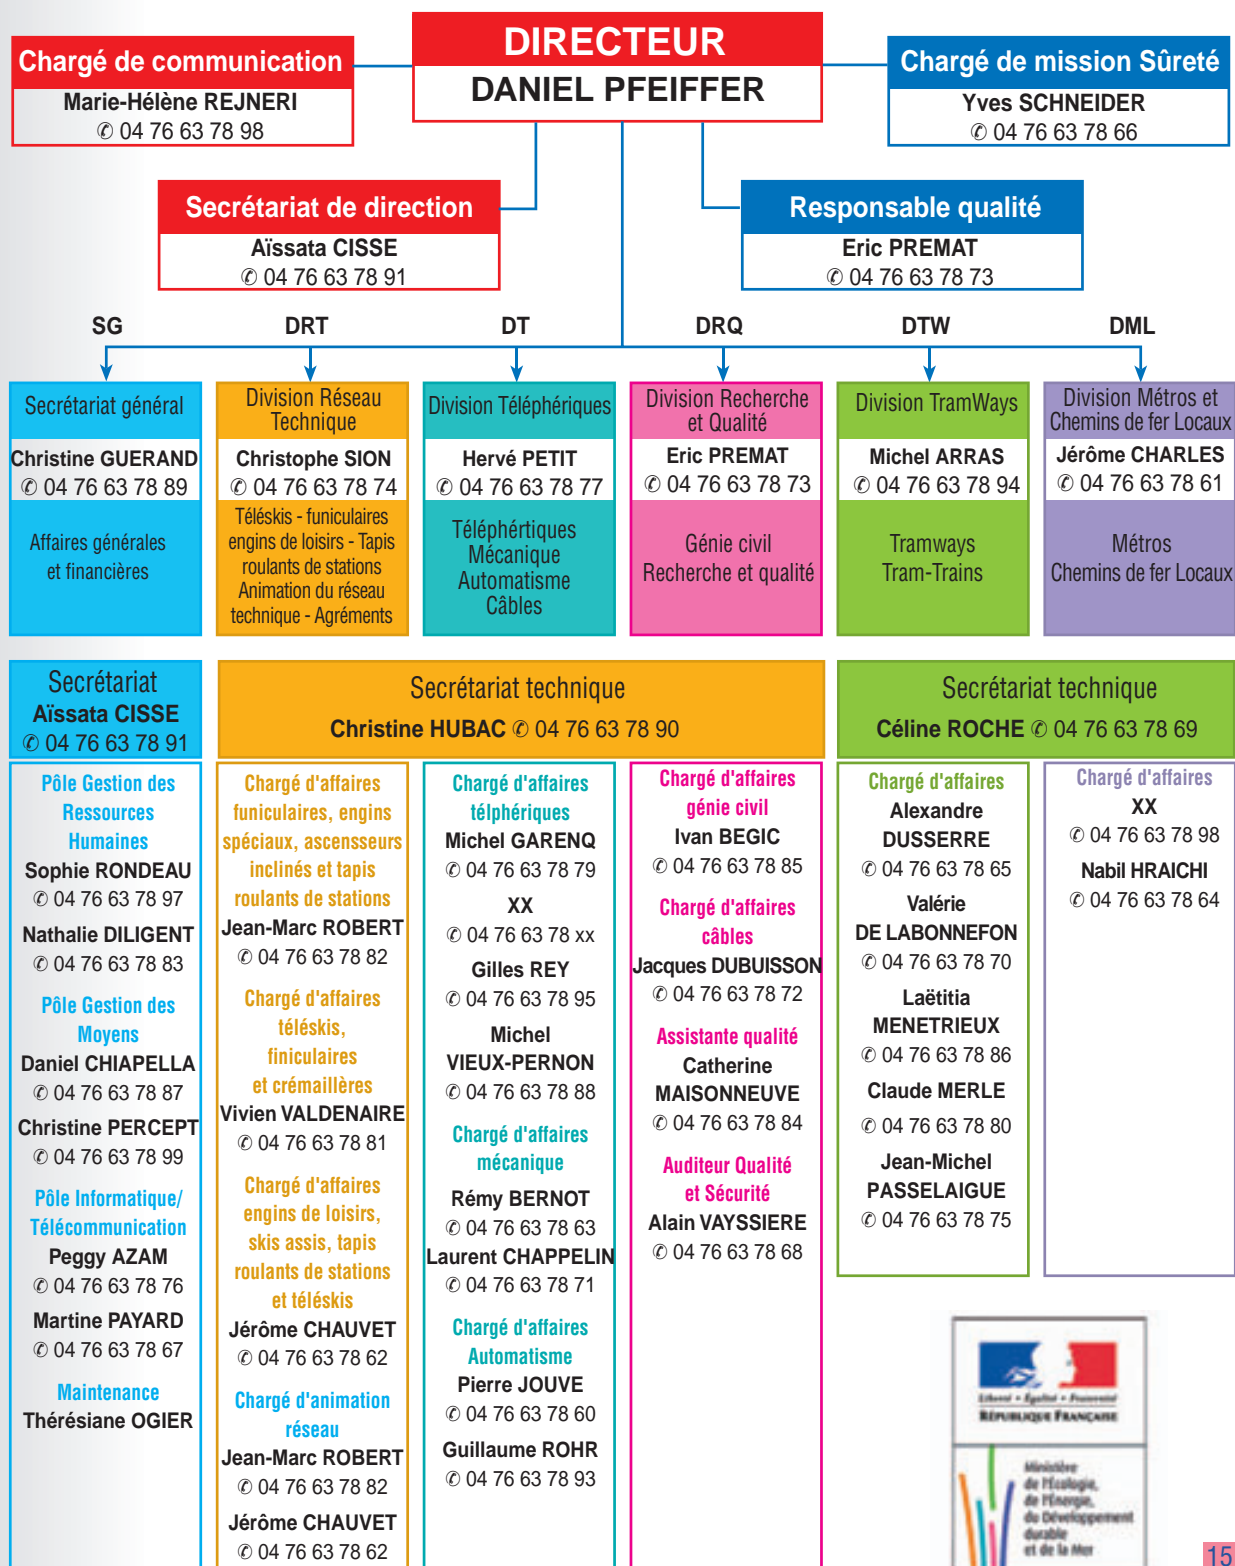 DIRECTEUR
DANIEL PFEIFFER
Chargé de communication
Marie-Hélène REJNERI
✆ 04 76 63 78 98
Chargé de mission Sûreté
Yves SCHNEIDER
✆ 04 76 63 78 66
Secrétariat de direction
Aïssata CISSE
✆ 04 76 63 78 91
Responsable qualité
Eric PREMAT
✆ 04 76 63 78 73
SG
DRT
DT
DRQ
DTW
DML
Secrétariat général
Christine GUERAND
✆ 04 76 63 78 89
Affaires générales
et financières
Division Réseau
Technique
Christophe SION
✆ 04 76 63 78 74
Téléskis - funiculaires
engins de loisirs - Tapis
roulants de stations
Animation du réseau
technique - Agréments
Division Téléphériques
Hervé PETIT
✆ 04 76 63 78 77
Téléphértiques
Mécanique
Automatisme
Câbles
Division Recherche
et Qualité
Eric PREMAT
✆ 04 76 63 78 73
Génie civil
Recherche et qualité
Division TramWays
Michel ARRAS
✆ 04 76 63 78 94
Tramways
Tram-Trains
Division Métros et
Chemins de fer Locaux
Jérôme CHARLES
✆ 04 76 63 78 61
Métros
Chemins de fer Locaux
Secrétariat
Aïssata CISSE
✆ 04 76 63 78 91
Secrétariat technique
Christine HUBAC ✆ 04 76 63 78 90
Secrétariat technique
Céline ROCHE ✆ 04 76 63 78 69
Pôle Gestion des
Ressources
Humaines
Sophie RONDEAU
✆ 04 76 63 78 97
Nathalie DILIGENT
✆ 04 76 63 78 83
Pôle Gestion des
Moyens
Daniel CHIAPELLA
✆ 04 76 63 78 87
Christine PERCEPT
✆ 04 76 63 78 99
Pôle Informatique/
Télécommunication
Peggy AZAM
✆ 04 76 63 78 76
Martine PAYARD
✆ 04 76 63 78 67
Maintenance
Thérésiane OGIER
Chargé d'affaires
funiculaires, engins
spéciaux, ascensseurs
inclinés et tapis
roulants de stations
Jean-Marc ROBERT
✆ 04 76 63 78 82
Chargé d'affaires
téléskis,
finiculaires
et crémaillères
Vivien VALDENAIRE
✆ 04 76 63 78 81
Chargé d'affaires
engins de loisirs,
skis assis, tapis
roulants de stations
et téléskis
Jérôme CHAUVET
✆ 04 76 63 78 62
Chargé d'animation
réseau
Jean-Marc ROBERT
✆ 04 76 63 78 82
Jérôme CHAUVET
✆ 04 76 63 78 62
Chargé d'affaires
télphériques
Michel GARENQ
✆ 04 76 63 78 79
XX
✆ 04 76 63 78 xx
Gilles REY
✆ 04 76 63 78 95
Michel
VIEUX-PERNON
✆ 04 76 63 78 88
Chargé d'affaires
mécanique
Rémy BERNOT
✆ 04 76 63 78 63
Laurent CHAPPELIN
✆ 04 76 63 78 71
Chargé d'affaires
Automatisme
Pierre JOUVE
✆ 04 76 63 78 60
Guillaume ROHR
✆ 04 76 63 78 93
Chargé d'affaires
génie civil
Ivan BEGIC
✆ 04 76 63 78 85
Chargé d'affaires
câbles
Jacques DUBUISSON
✆ 04 76 63 78 72
Assistante qualité
Catherine
MAISONNEUVE
✆ 04 76 63 78 84
Auditeur Qualité
et Sécurité
Alain VAYSSIERE
✆ 04 76 63 78 68
Chargé d'affaires
Alexandre
DUSSERRE
✆ 04 76 63 78 65
Valérie
DE LABONNEFON
✆ 04 76 63 78 70
Laëtitia
MENETRIEUX
✆ 04 76 63 78 86
Claude MERLE
✆ 04 76 63 78 80
Jean-Michel
PASSELAIGUE
✆ 04 76 63 78 75
Chargé d'affaires
XX
✆ 04 76 63 78 98
Nabil HRAICHI
✆ 04 76 63 78 64
Liberté • Égalité • Fraternité
RÉPUBLIQUE FRANÇAISE
Ministère
de l'Écologie,
de l'Énergie,
du Développement
durable
et de la Mer
15